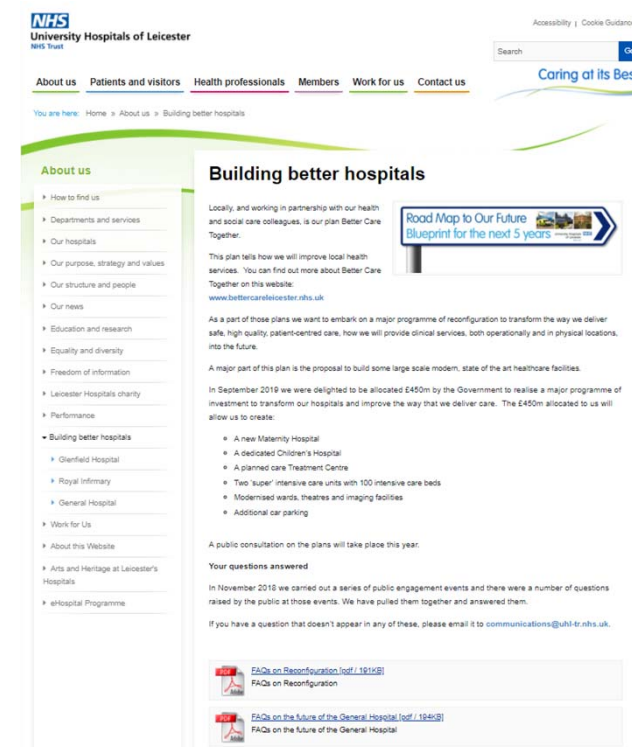 NHS
University Hospitals of Leicester
NHS Trust
Accessibility | Cookie Guidance
Search
Go
About us Patients and visitors Health professionals Members Work for us Contact us
Caring at its Bes
You are here: Home » About us » Building better hospitals
About us
How to find us
Departments and services
Our hospitals
Our purpose, strategy and values
Our structure and people
Our news
Education and research
Equality and diversity
Freedom of information
Leicester Hospitals charity
Performance
Building better hospitals
Glenfield Hospital
Royal Infirmary
General Hospital
Work for Us
About this Website
Arts and Heritage at Leicester's
Hospitals
eHospital Programme
Building better hospitals
Locally, and working in partnership with our health
and social care colleagues, is our plan Better Care
Together.
Road Map to Our Future
Blueprint for the next 5 years
This plan tells how we will improve local health
services. You can find out more about Better Care
Together on this website:
www.bettercareleicester.nhs.uk
As a part of those plans we want to embark on a major programme of reconfiguration to transform the way we deliver
safe, high quality, patient-centred care, how we will provide clinical services, both operationally and in physical locations,
into the future.
A major part of this plan is the proposal to build some large scale modern, state of the art healthcare facilities.
In September 2019 we were delighted to be allocated £450m by the Government to realise a major programme of
investment to transform our hospitals and improve the way that we deliver care. The £450m allocated to us will
allow us to create:
A new Maternity Hospital
A dedicated Children's Hospital
A planned care Treatment Centre
Two 'super' intensive care units with 100 intensive care beds
Modernised wards, theatres and imaging facilities
Additional car parking
A public consultation on the plans will take place this year.
Your questions answered
In November 2018 we carried out a series of public engagement events and there were a number of questions
raised by the public at those events. We have pulled them together and answered them.
If you have a question that doesn't appear in any of these, please email it to communications@uhl-tr.nhs.uk.
PDF
FAQs on Reconfiguration [pdf / 191KB]
FAQs on Reconfiguration
PDF
FAQs on the future of the General Hospital [pdf / 194KB]
FAQs on the future of the General Hospital